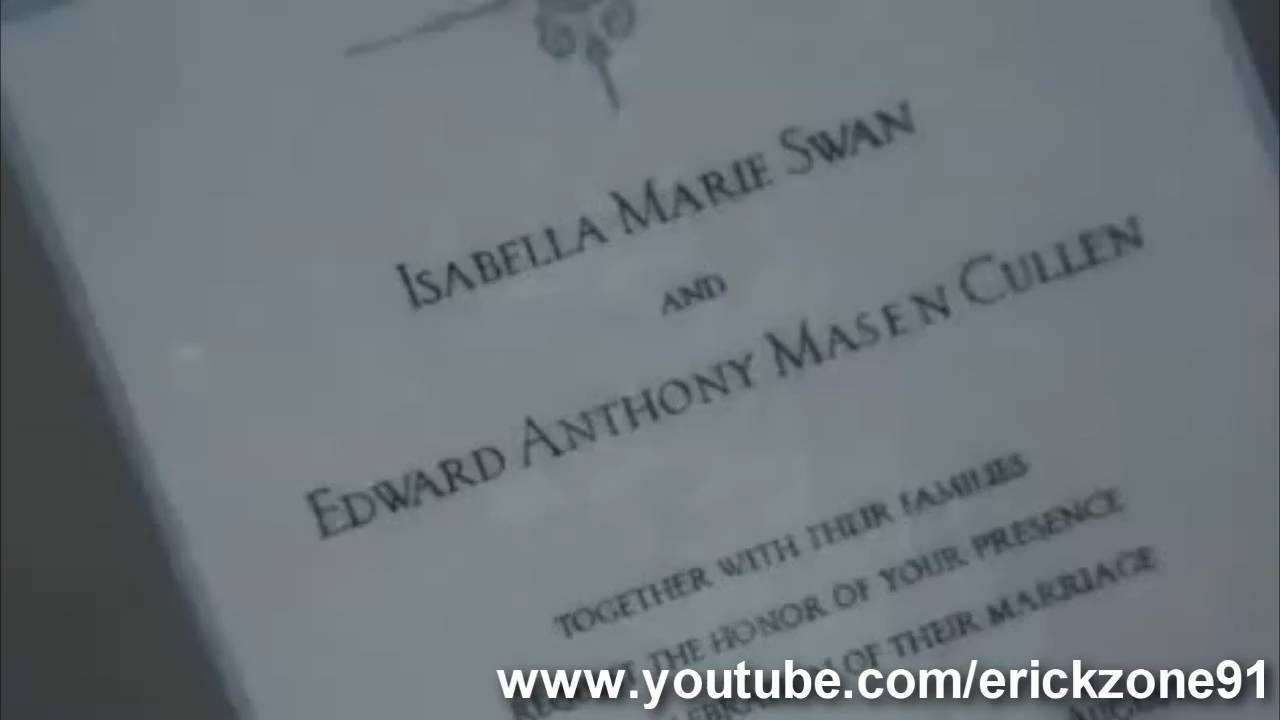 ISABELLA MARIE SWAN
AND
EDWARD ANTHONY MASEN CULLEN
TOGETHER WITH THEIR FAMILIES
THE HONOR OF YOUR PRESENCE
OF THEIR MARRIAGE
www.youtube.com/erickzone91